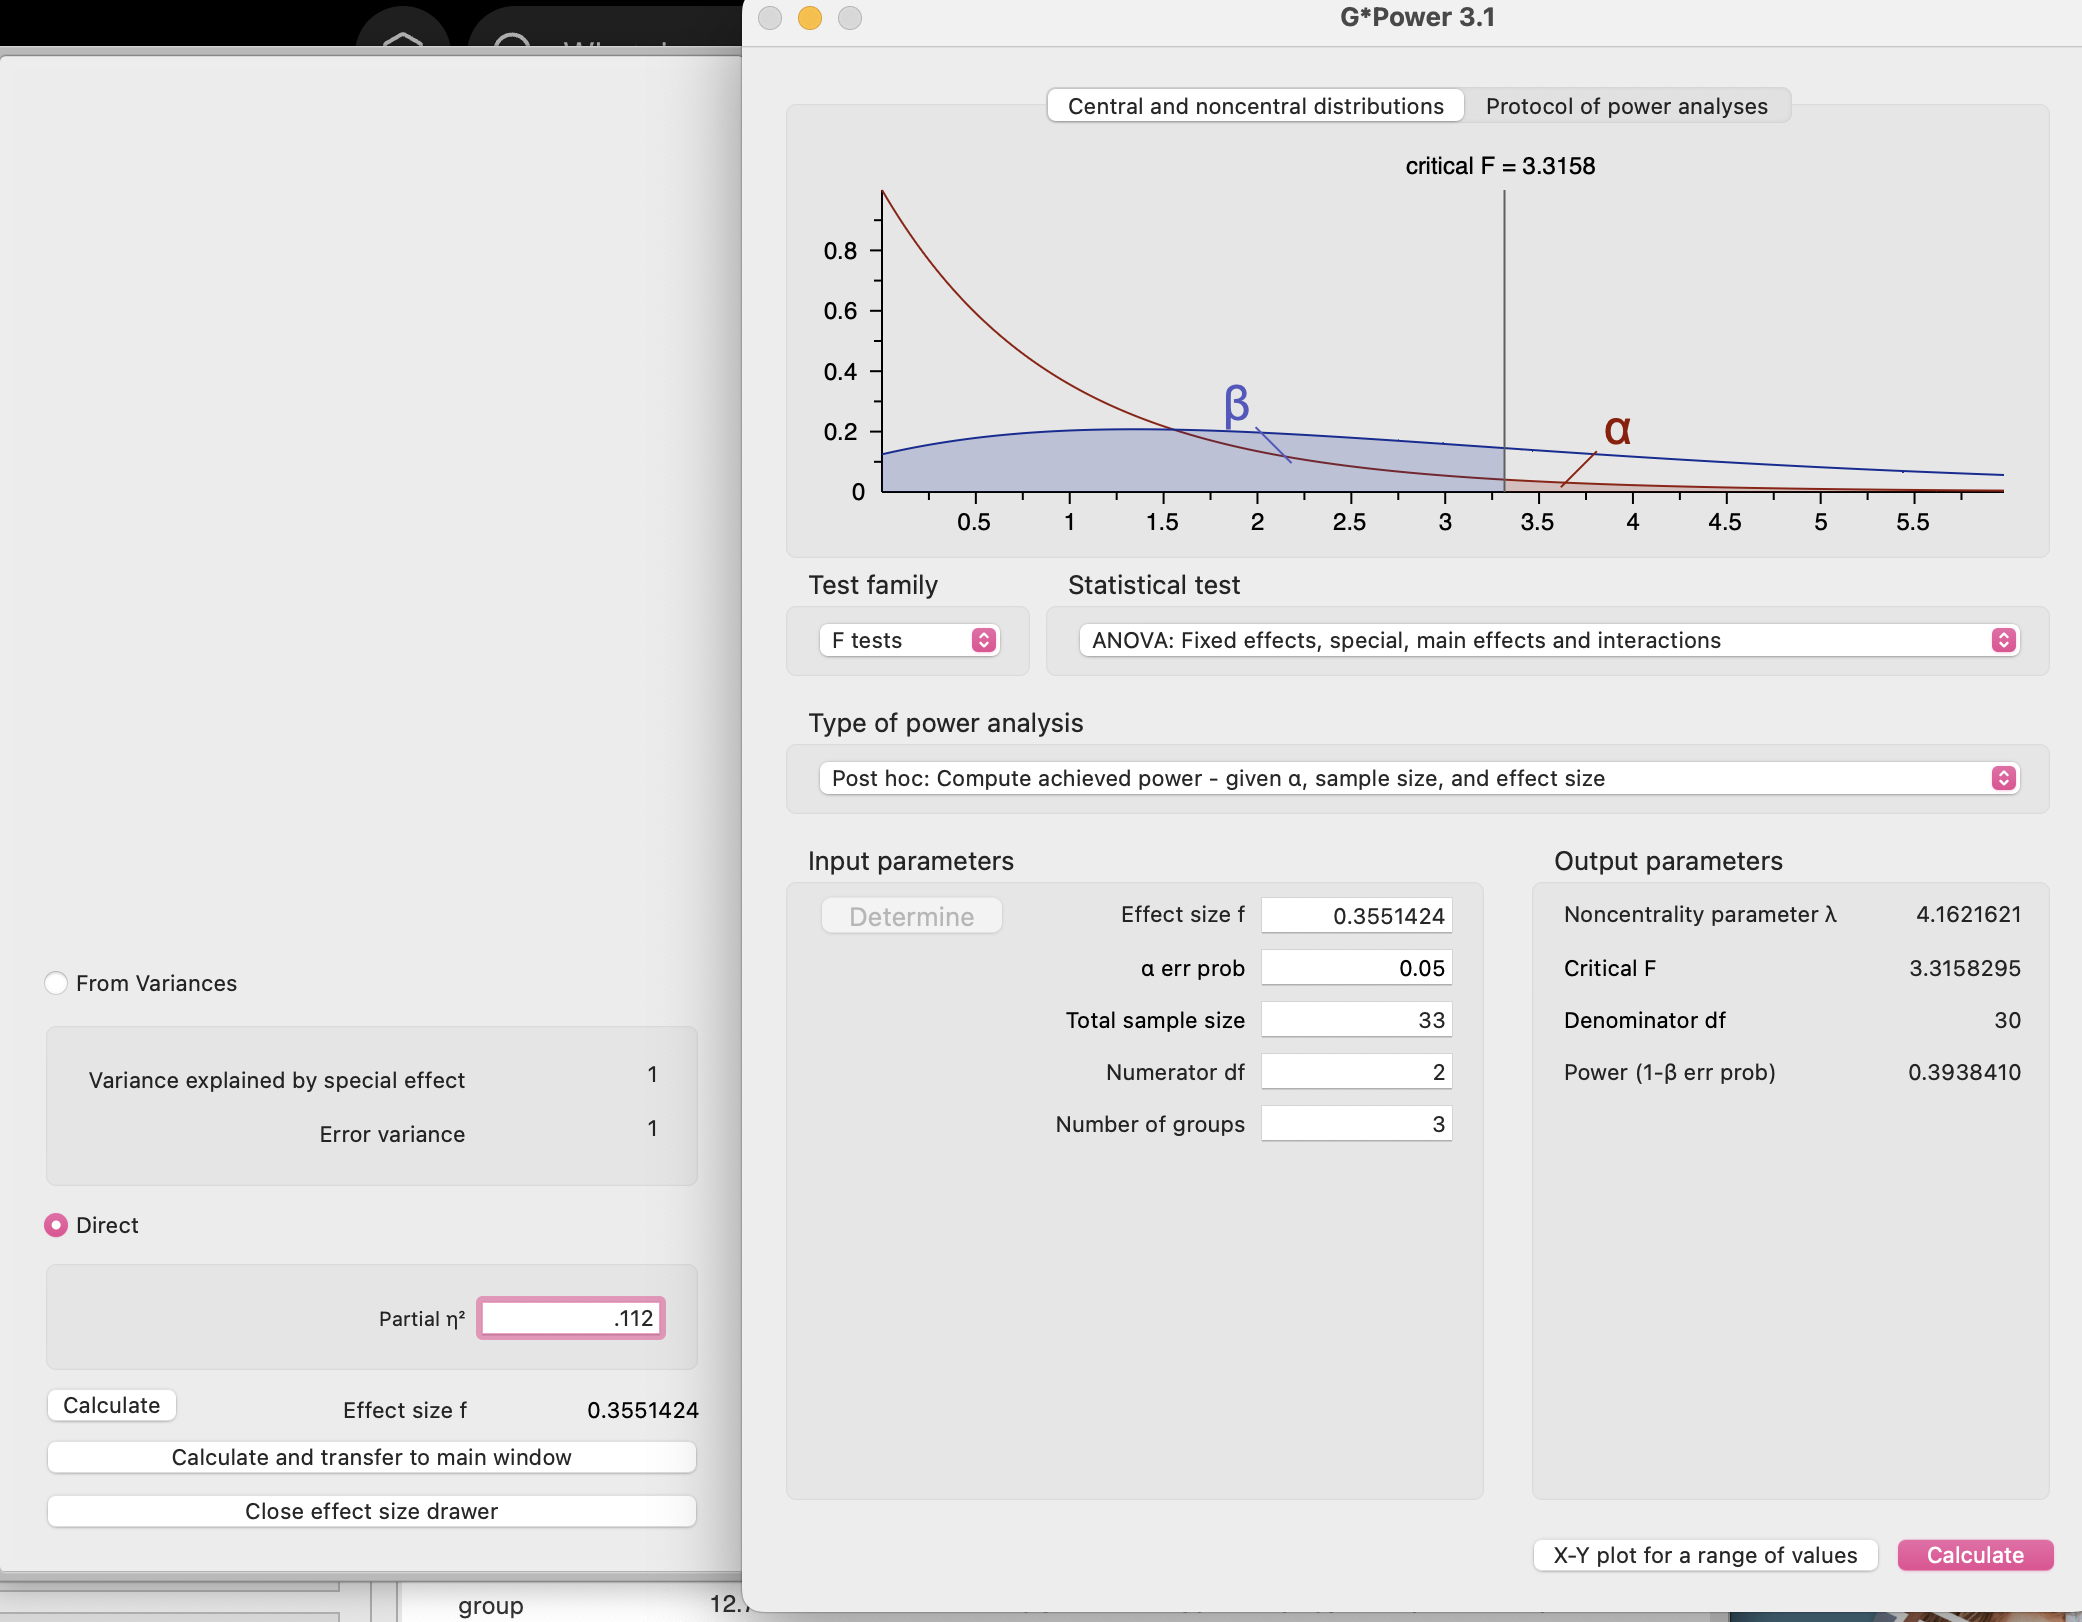 G*Power 3.1
Central and noncentral distributions
Protocol of power analyses
critical F = 3.3158
0.8
0.6
0.4
0.2
0
β
α
0.5 1 1.5 2 2.5 3 3.5 4 4.5 5 5.5
Test family
Statistical test
F tests
ANOVA: Fixed effects, special, main effects and interactions
Type of power analysis
Post hoc: Compute achieved power - given α, sample size, and effect size
Input parameters
Determine
Effect size f 0.3551424
α err prob 0.05
Total sample size 33
Numerator df 2
Number of groups 3
Output parameters
Noncentrality parameter λ 4.1621621
Critical F 3.3158295
Denominator df 30
Power (1-β err prob) 0.3938410
X-Y plot for a range of values
Calculate
From Variances
Variance explained by special effect 1
Error variance 1
Direct
Partial η² .112
Calculate
Effect size f 0.3551424
Calculate and transfer to main window
Close effect size drawer
group